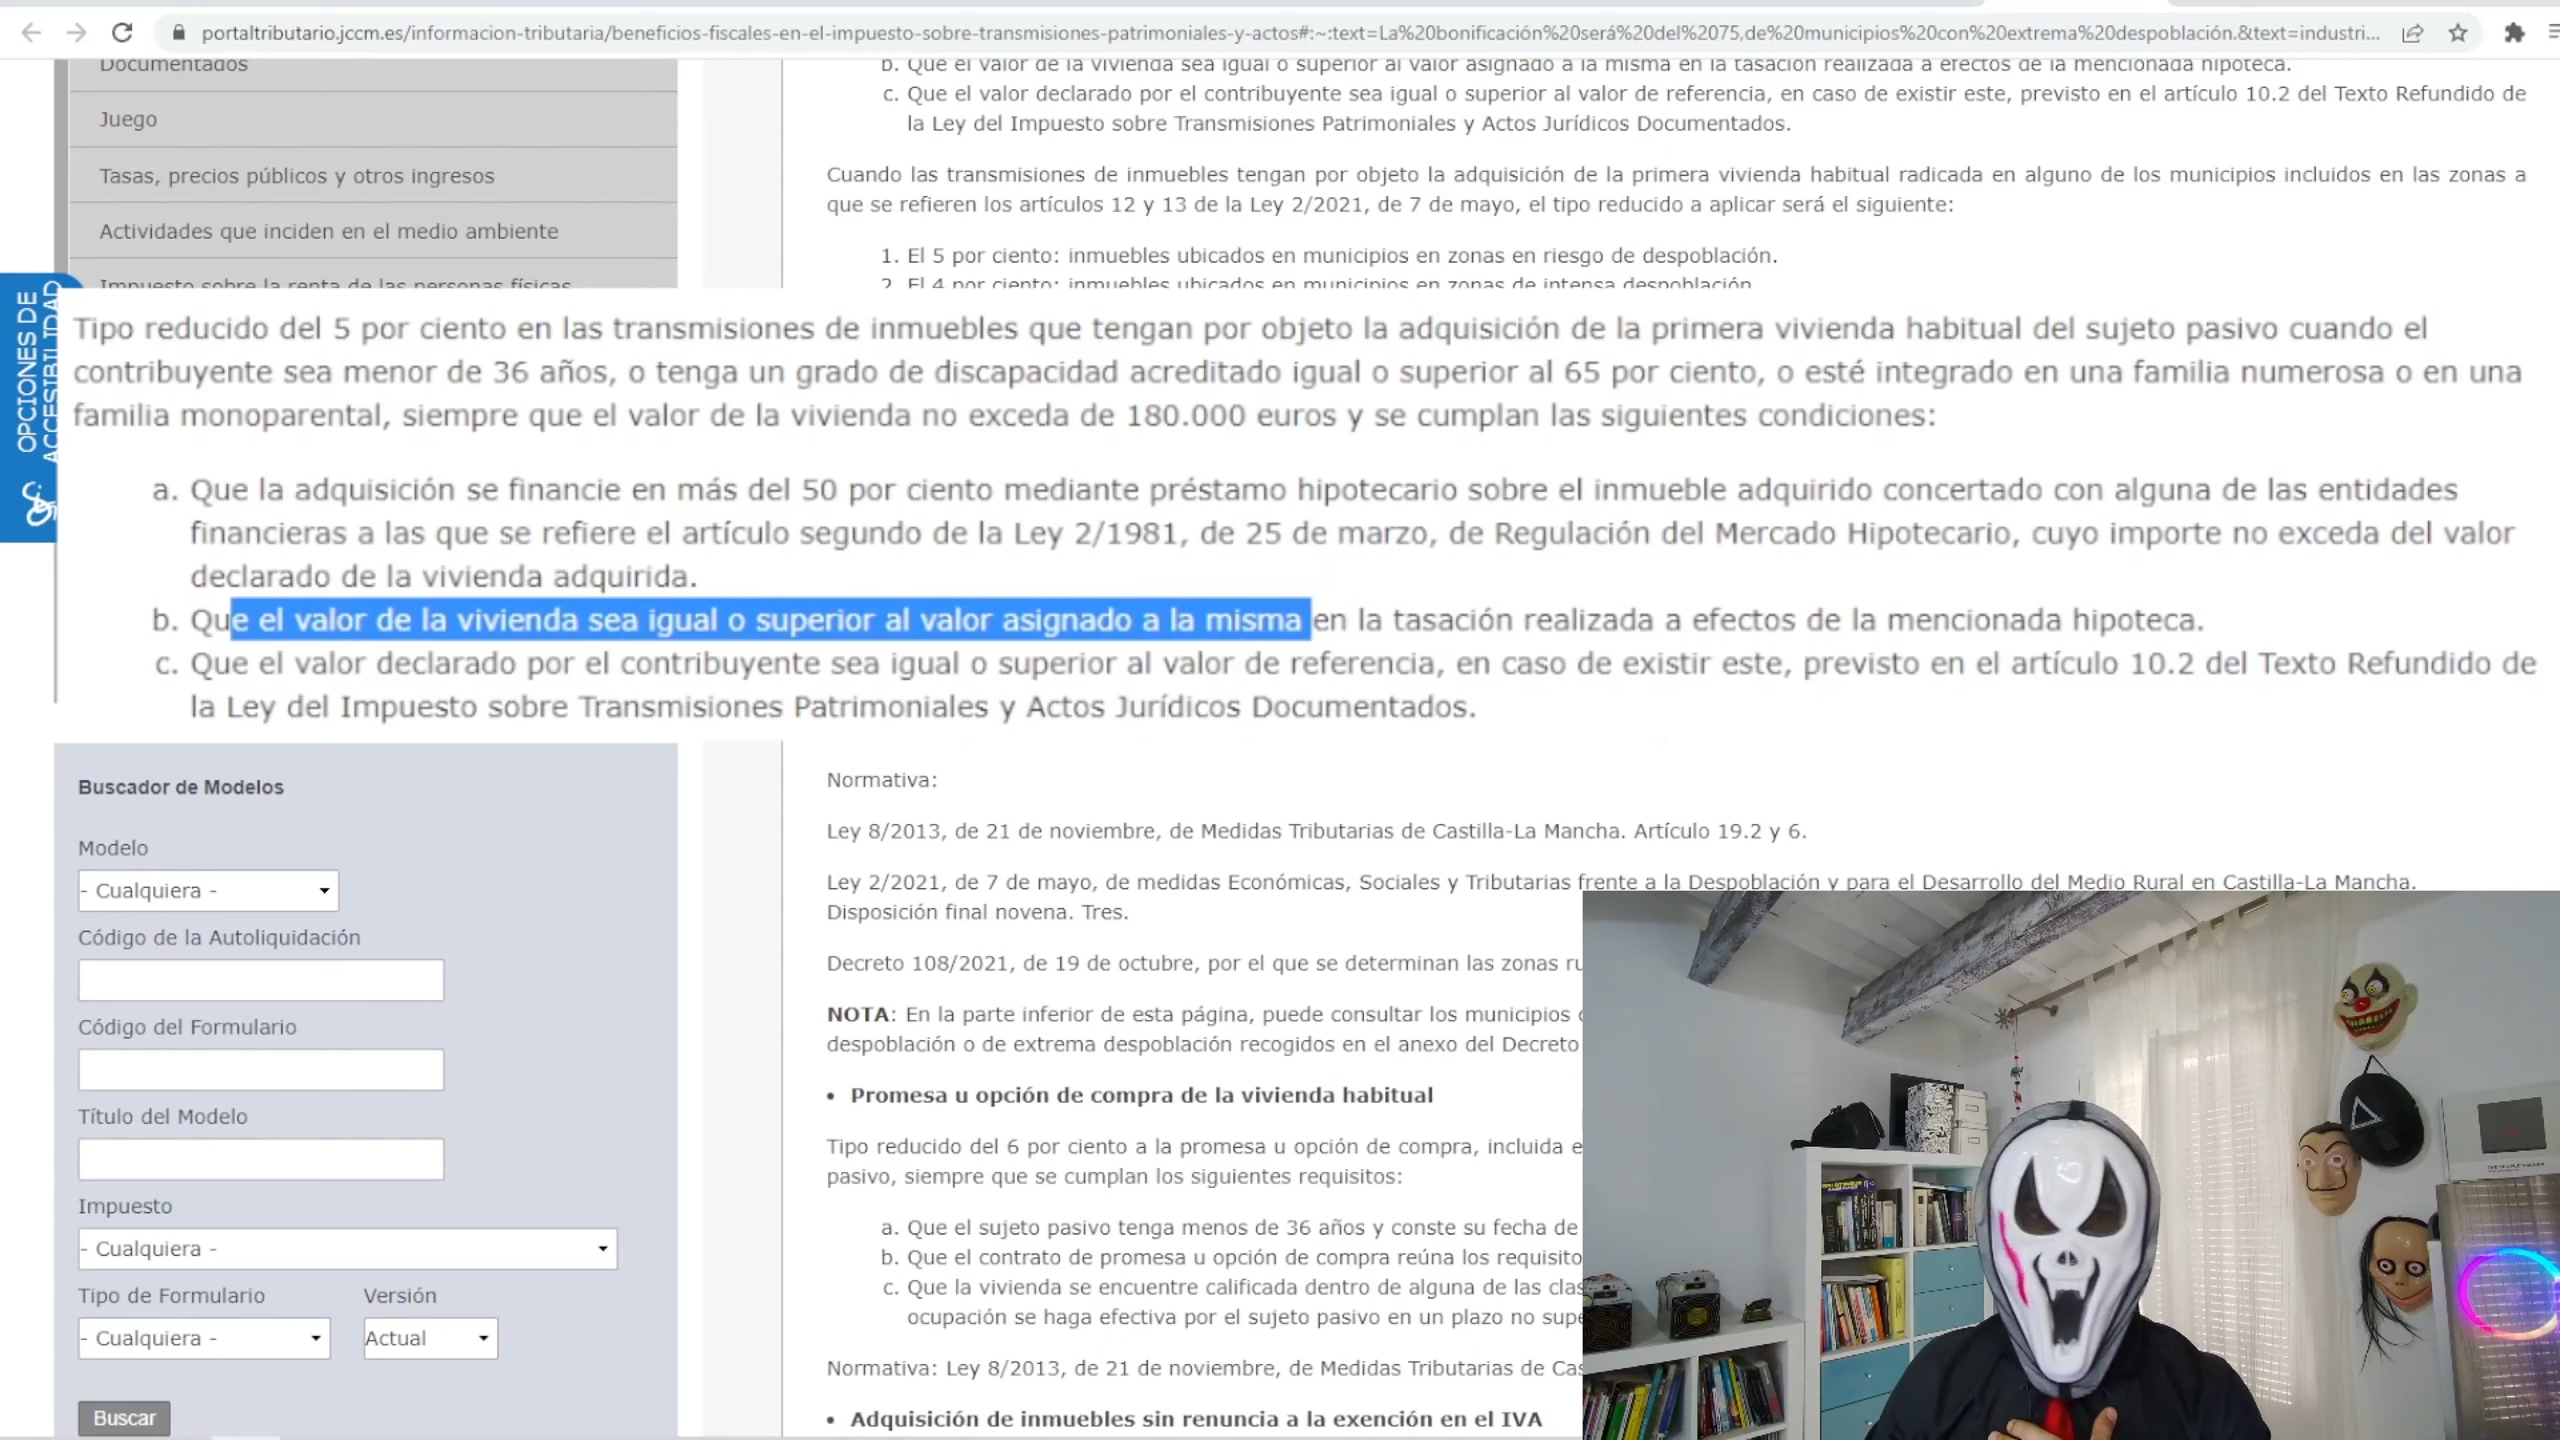 portaltributario.jccm.es/informacion-tributaria/beneficios-fiscales-en-el-impuesto-sobre-transmisiones-patrimoniales-y-actos#:~:text=La%20bonificación%20será%20del%2075,de%20municipios%20con%20extrema%20despoblación.&text=industri...
Documentados
Juego
Tasas, precios públicos y otros ingresos
Actividades que inciden en el medio ambiente
Impuesto sobre la renta de las personas físicas
OPCIONES DE
ACCESIBILIDAD
b. Que el valor de la vivienda sea igual o superior al valor asignado a la misma en la tasación realizada a efectos de la mencionada hipoteca.
c. Que el valor declarado por el contribuyente sea igual o superior al valor de referencia, en caso de existir este, previsto en el artículo 10.2 del Texto Refundido de
la Ley del Impuesto sobre Transmisiones Patrimoniales y Actos Jurídicos Documentados.
Cuando las transmisiones de inmuebles tengan por objeto la adquisición de la primera vivienda habitual radicada en alguno de los municipios incluidos en las zonas a
que se refieren los artículos 12 y 13 de la Ley 2/2021, de 7 de mayo, el tipo reducido a aplicar será el siguiente:
1. El 5 por ciento: inmuebles ubicados en municipios en zonas en riesgo de despoblación.
2. El 4 por ciento: inmuebles ubicados en municipios en zonas de intensa despoblación
Tipo reducido del 5 por ciento en las transmisiones de inmuebles que tengan por objeto la adquisición de la primera vivienda habitual del sujeto pasivo cuando el
contribuyente sea menor de 36 años, o tenga un grado de discapacidad acreditado igual o superior al 65 por ciento, o esté integrado en una familia numerosa o en una
familia monoparental, siempre que el valor de la vivienda no exceda de 180.000 euros y se cumplan las siguientes condiciones:
a. Que la adquisición se financie en más del 50 por ciento mediante préstamo hipotecario sobre el inmueble adquirido concertado con alguna de las entidades
financieras a las que se refiere el artículo segundo de la Ley 2/1981, de 25 de marzo, de Regulación del Mercado Hipotecario, cuyo importe no exceda del valor
declarado de la vivienda adquirida.
b. Que el valor de la vivienda sea igual o superior al valor asignado a la misma en la tasación realizada a efectos de la mencionada hipoteca.
c. Que el valor declarado por el contribuyente sea igual o superior al valor de referencia, en caso de existir este, previsto en el artículo 10.2 del Texto Refundido de
la Ley del Impuesto sobre Transmisiones Patrimoniales y Actos Jurídicos Documentados.
Buscador de Modelos
Modelo
- Cualquiera -
Código de la Autoliquidación
Código del Formulario
Título del Modelo
Impuesto
- Cualquiera -
Tipo de Formulario Versión
- Cualquiera - Actual
Buscar
Normativa:
Ley 8/2013, de 21 de noviembre, de Medidas Tributarias de Castilla-La Mancha. Artículo 19.2 y 6.
Ley 2/2021, de 7 de mayo, de medidas Económicas, Sociales y Tributarias frente a la Despoblación y para el Desarrollo del Medio Rural en Castilla-La Mancha.
Disposición final novena. Tres.
Decreto 108/2021, de 19 de octubre, por el que se determinan las zonas ru
NOTA: En la parte inferior de esta página, puede consultar los municipios
despoblación o de extrema despoblación recogidos en el anexo del Decreto
• Promesa u opción de compra de la vivienda habitual
Tipo reducido del 6 por ciento a la promesa u opción de compra, incluida e
pasivo, siempre que se cumplan los siguientes requisitos:
a. Que el sujeto pasivo tenga menos de 36 años y conste su fecha de
b. Que el contrato de promesa u opción de compra reúna los requisito
c. Que la vivienda se encuentre calificada dentro de alguna de las clas
ocupación se haga efectiva por el sujeto pasivo en un plazo no supe
Normativa: Ley 8/2013, de 21 de noviembre, de Medidas Tributarias de Cas
• Adquisición de inmuebles sin renuncia a la exención en el IVA